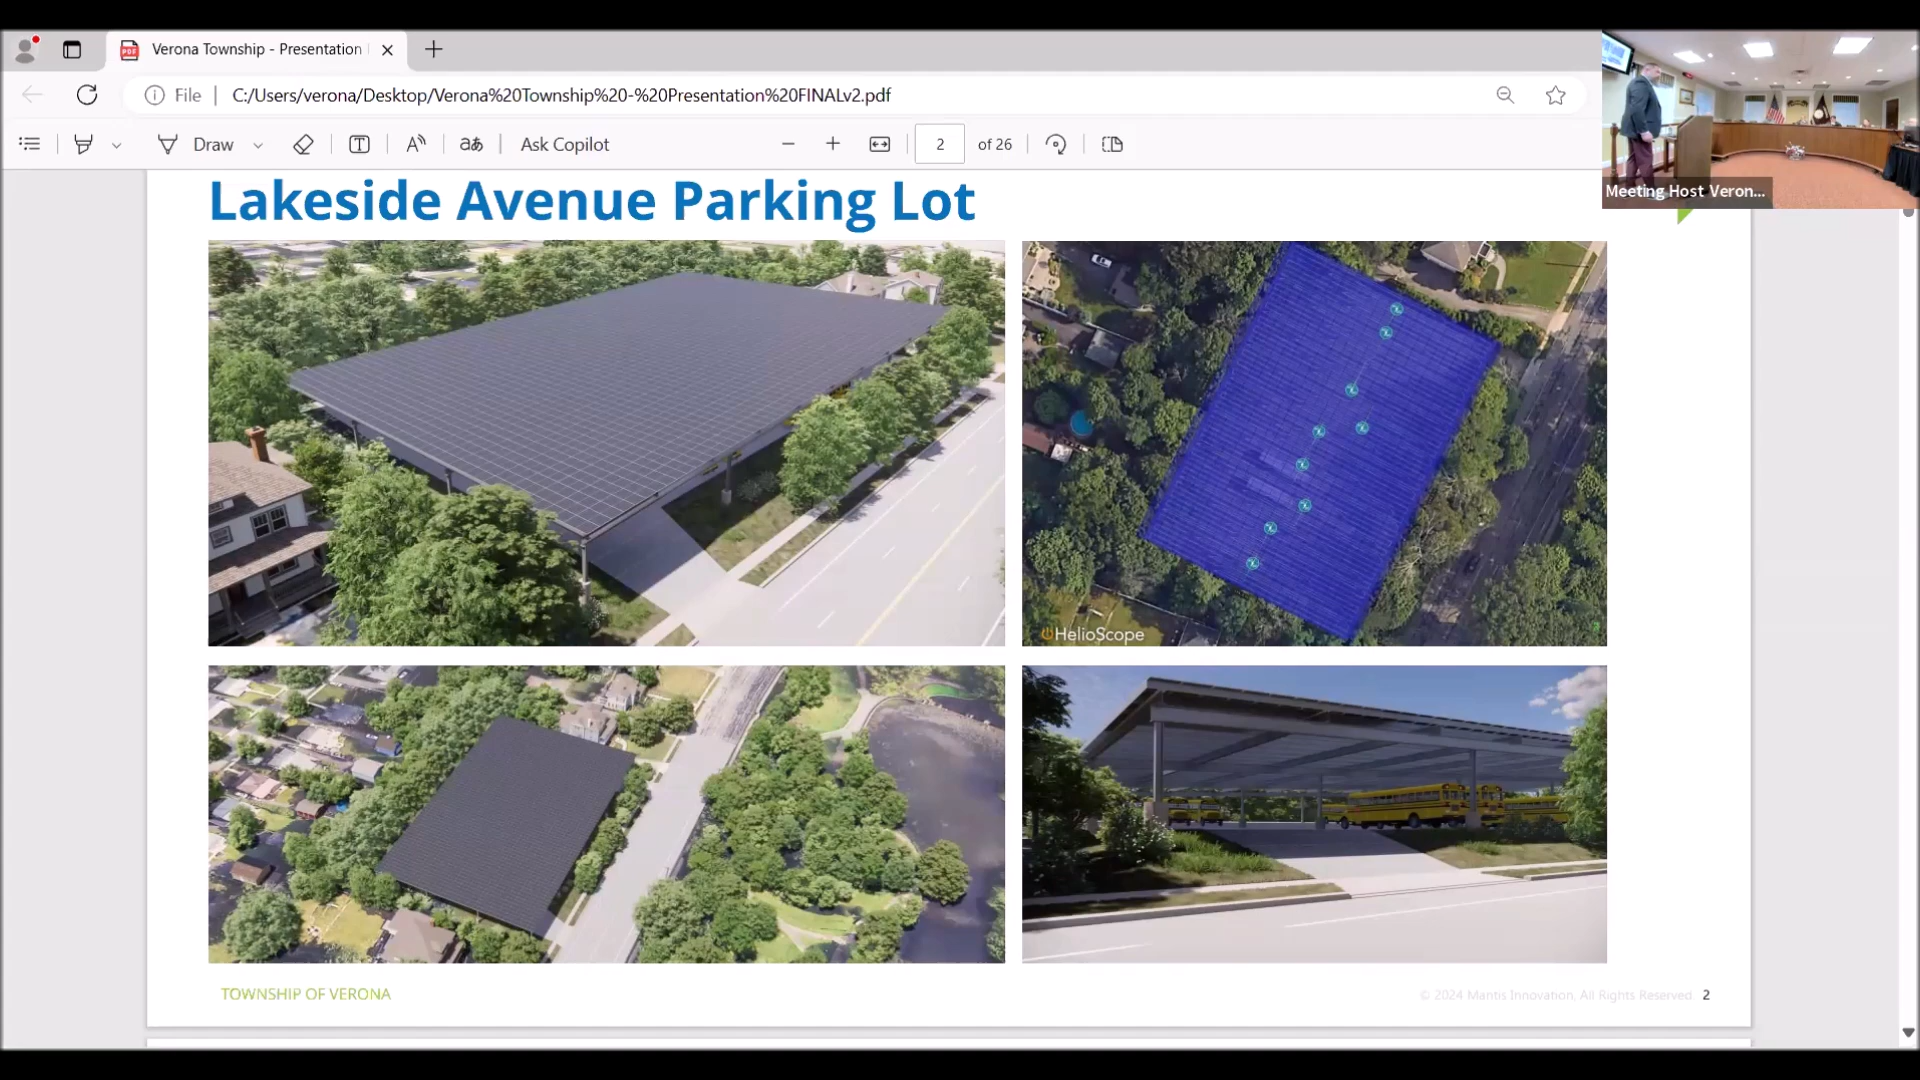 Verona Township - Presentation
File
C:/Users/verona/Desktop/Verona%20Township%20-%20Presentation%20FINALv2.pdf
Draw
Ask Copilot
2 of 26
Meeting Host Veron...
Lakeside Avenue Parking Lot
HelioScope
TOWNSHIP OF VERONA
© 2024 Mantis Innovation, All Rights Reserved 2